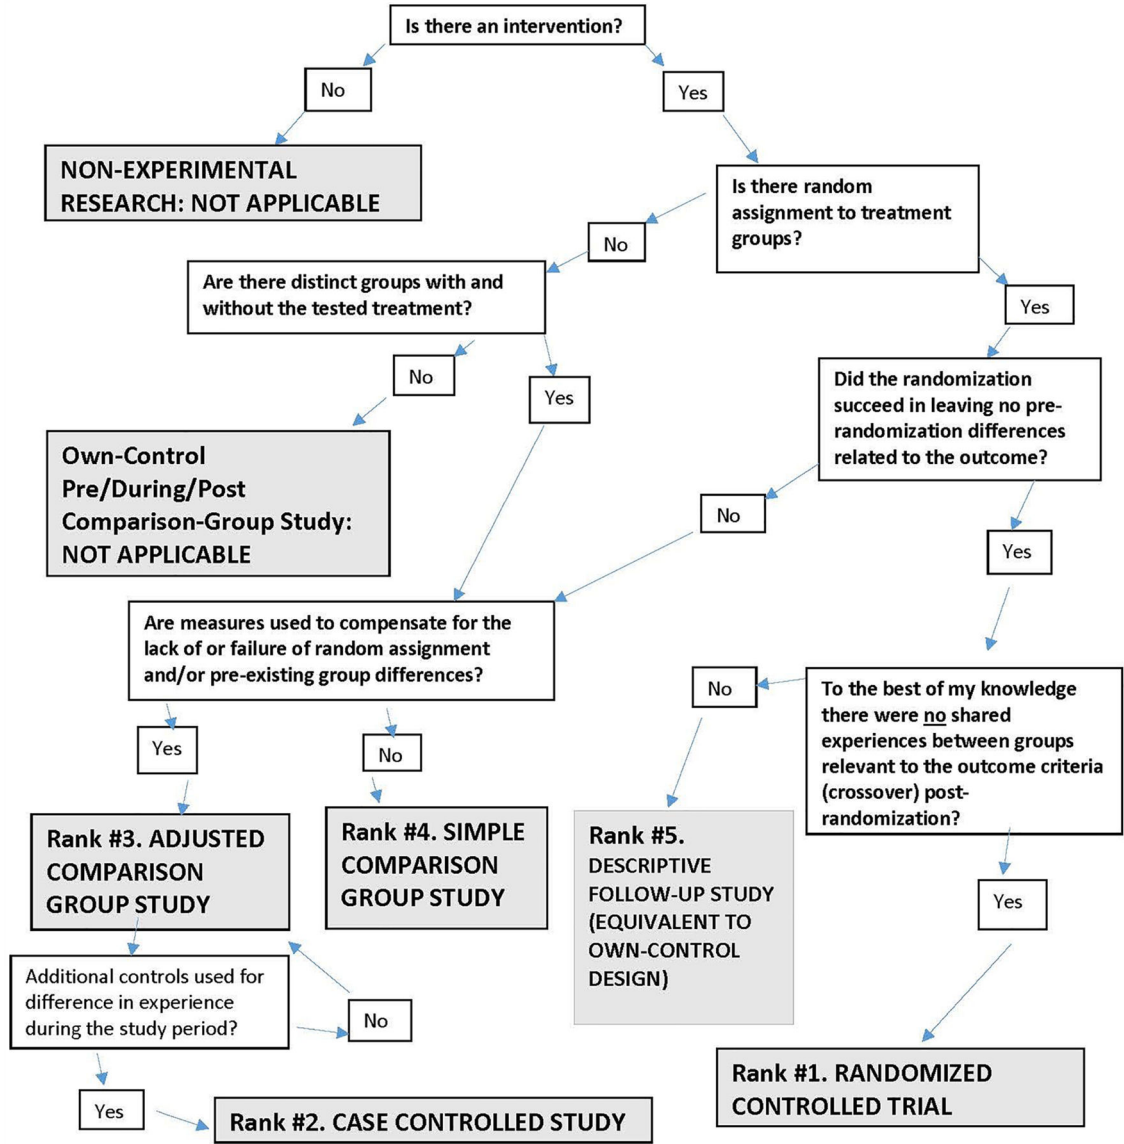 Is there an intervention?
No
Yes
NON-EXPERIMENTAL
RESEARCH: NOT APPLICABLE
Is there random
assignment to treatment
groups?
No
Yes
Are there distinct groups with and
without the tested treatment?
No
Yes
Did the randomization
succeed in leaving no pre-
randomization differences
related to the outcome?
Own-Control
Pre/During/Post
Comparison-Group Study:
NOT APPLICABLE
No
Yes
Are measures used to compensate for the
lack of or failure of random assignment
and/or pre-existing group differences?
No
To the best of my knowledge
there were no shared
experiences between groups
relevant to the outcome criteria
(crossover) post-
randomization?
Yes
No
Rank #3. ADJUSTED
COMPARISON
GROUP STUDY
Rank #4. SIMPLE
COMPARISON
GROUP STUDY
Rank #5.
DESCRIPTIVE
FOLLOW-UP STUDY
(EQUIVALENT TO
OWN-CONTROL
DESIGN)
Yes
Additional controls used for
difference in experience
during the study period?
No
Rank #1. RANDOMIZED
CONTROLLED TRIAL
Yes
Rank #2. CASE CONTROLLED STUDY